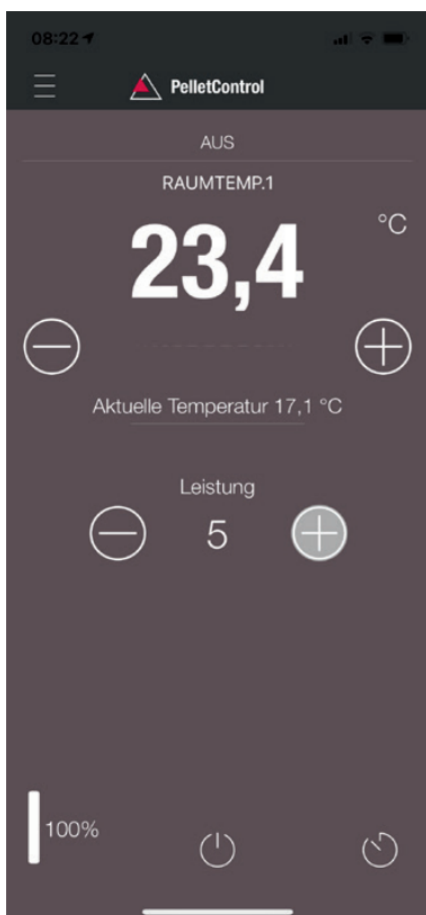 08:22
PelletControl
AUS
RAUMTEMP.1
23,4 °C
Aktuelle Temperatur 17,1 °C
Leistung
5
100%